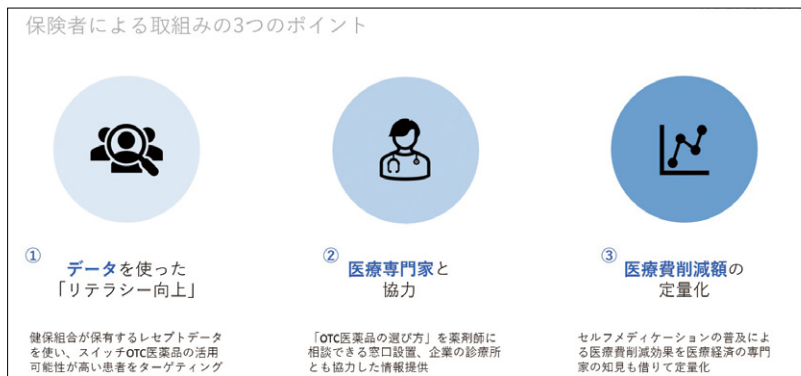 保険者による取組みの3つのポイント
①
データを使った
「リテラシー向上」
健保組合が保有するレセプトデータ
を使い、スイッチOTC医薬品の活用
可能性が高い患者をターゲティング
②
医療専門家と
協力
「OTC医薬品の選び方」を薬剤師に
相談できる窓口設置、企業の診療所
とも協力した情報提供
③
医療費削減額の
定量化
セルフメディケーションの普及によ
る医療費削減効果を医療経済の専門
家の知見も借りて定量化